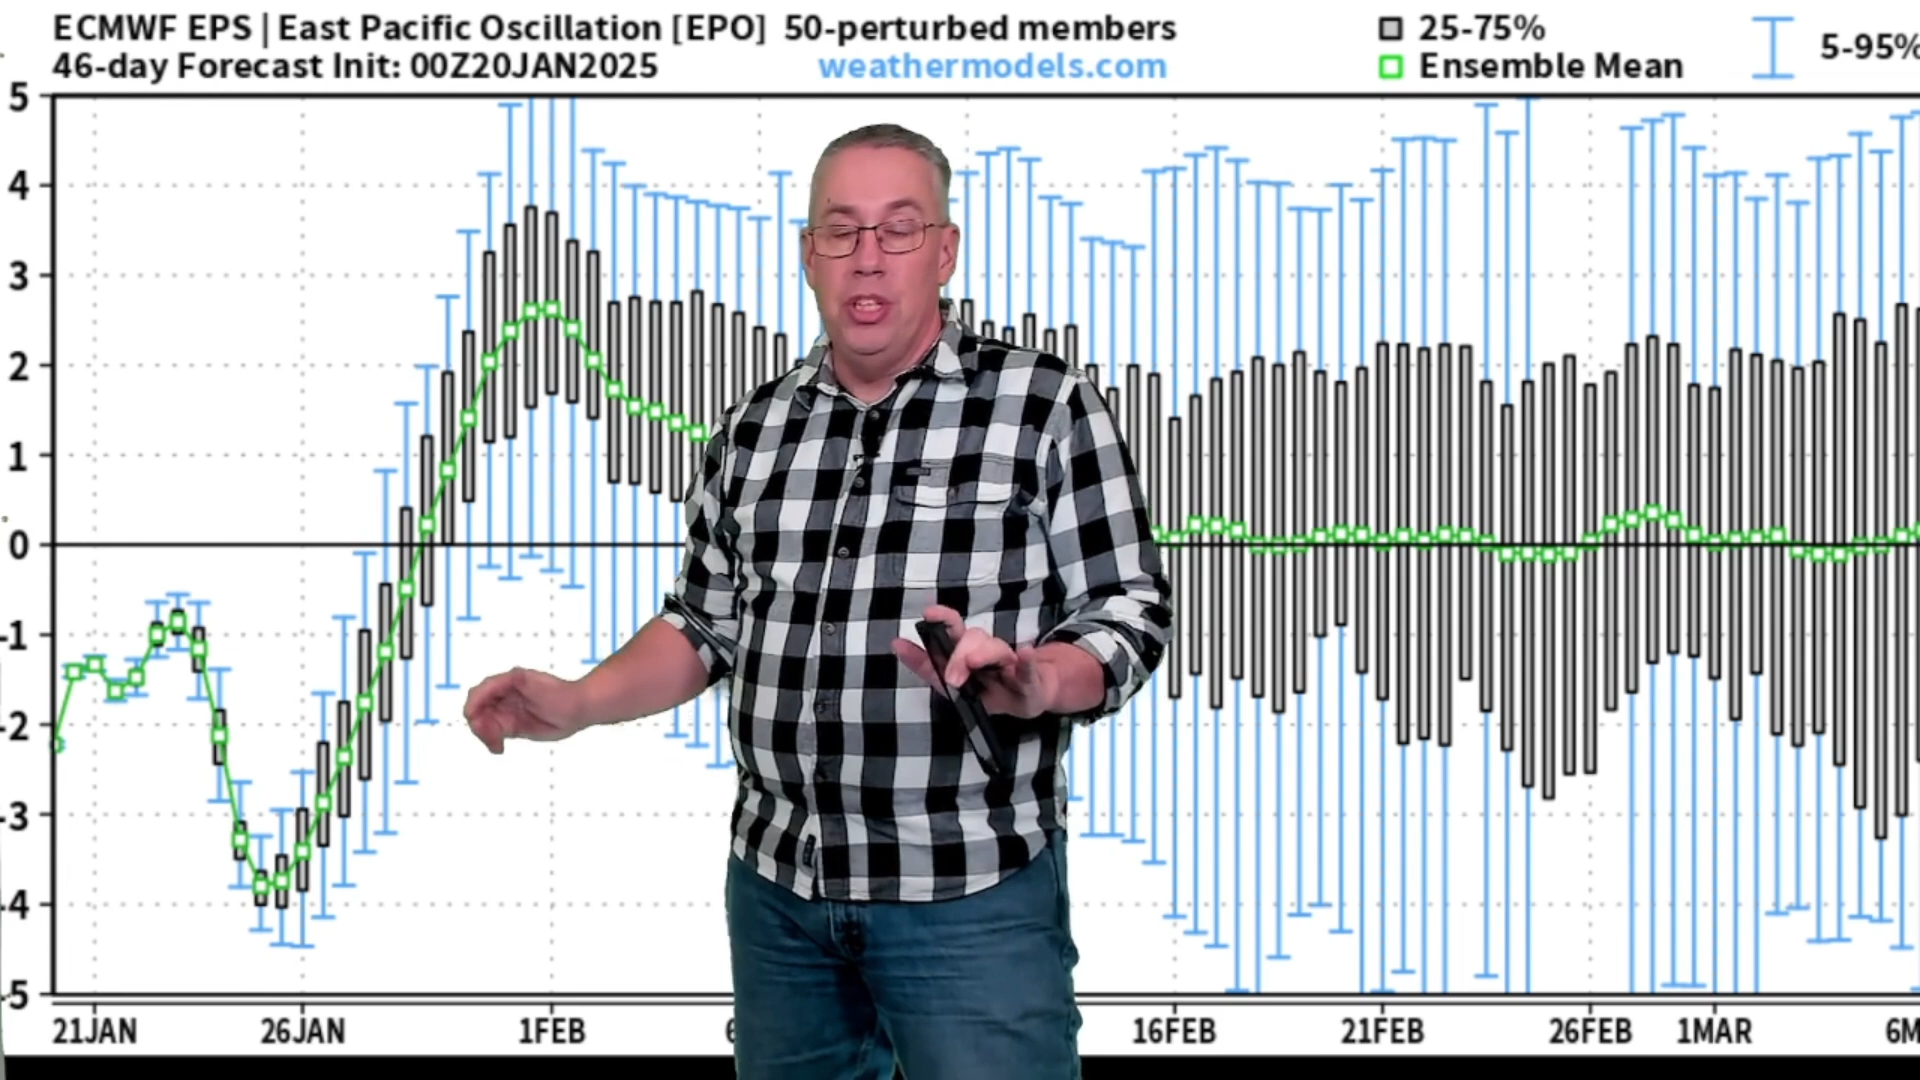 ECMWF EPS | East Pacific Oscillation [EPO] 50-perturbed members
46-day Forecast Init: 00Z20JAN2025
weathermodels.com
25-75%
Ensemble Mean
5-95%
5
4
3
2
1
0
-1
-2
-3
-4
-5
21JAN 26JAN 1FEB 16FEB 21FEB 26FEB 1MAR